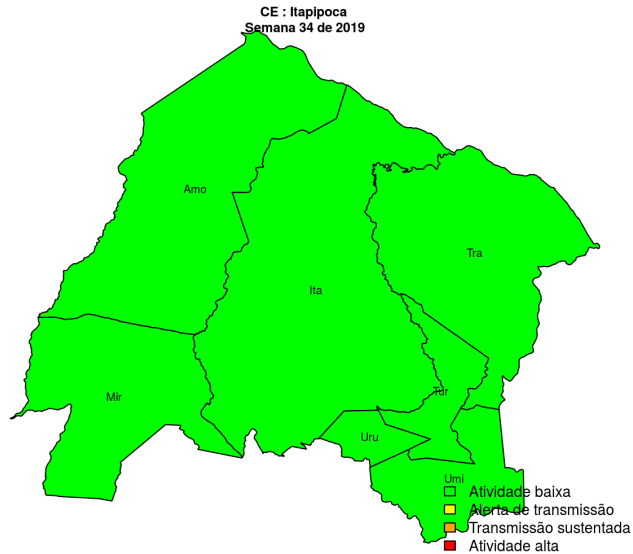 CE : Itapipoca
Semana 34 de 2019
Amo
Tra
Ita
Mir
Tur
Uru
Umi
Atividade baixa
Alerta de transmissão
Transmissão sustentada
Atividade alta